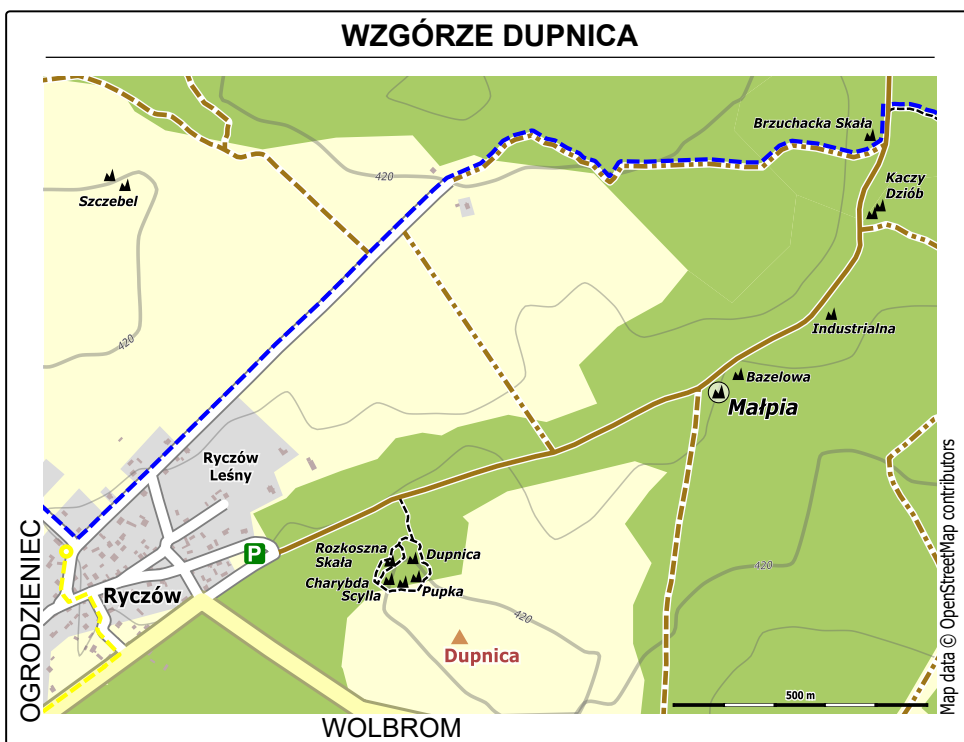 WZGÓRZE DUPNICA
Brzuchacka Skała
420
Kaczy
Dziób
Szczebel
Industrialna
420
Bazelowa
Małpia
Ryczów
Leśny
P
Rozkoszna
Skała
Dupnica
Charybda
Scylla
Pupka
420
Ryczów
420
Dupnica
500 m
OGRODZIENIEC
WOLBROM
Map data © OpenStreetMap contributors